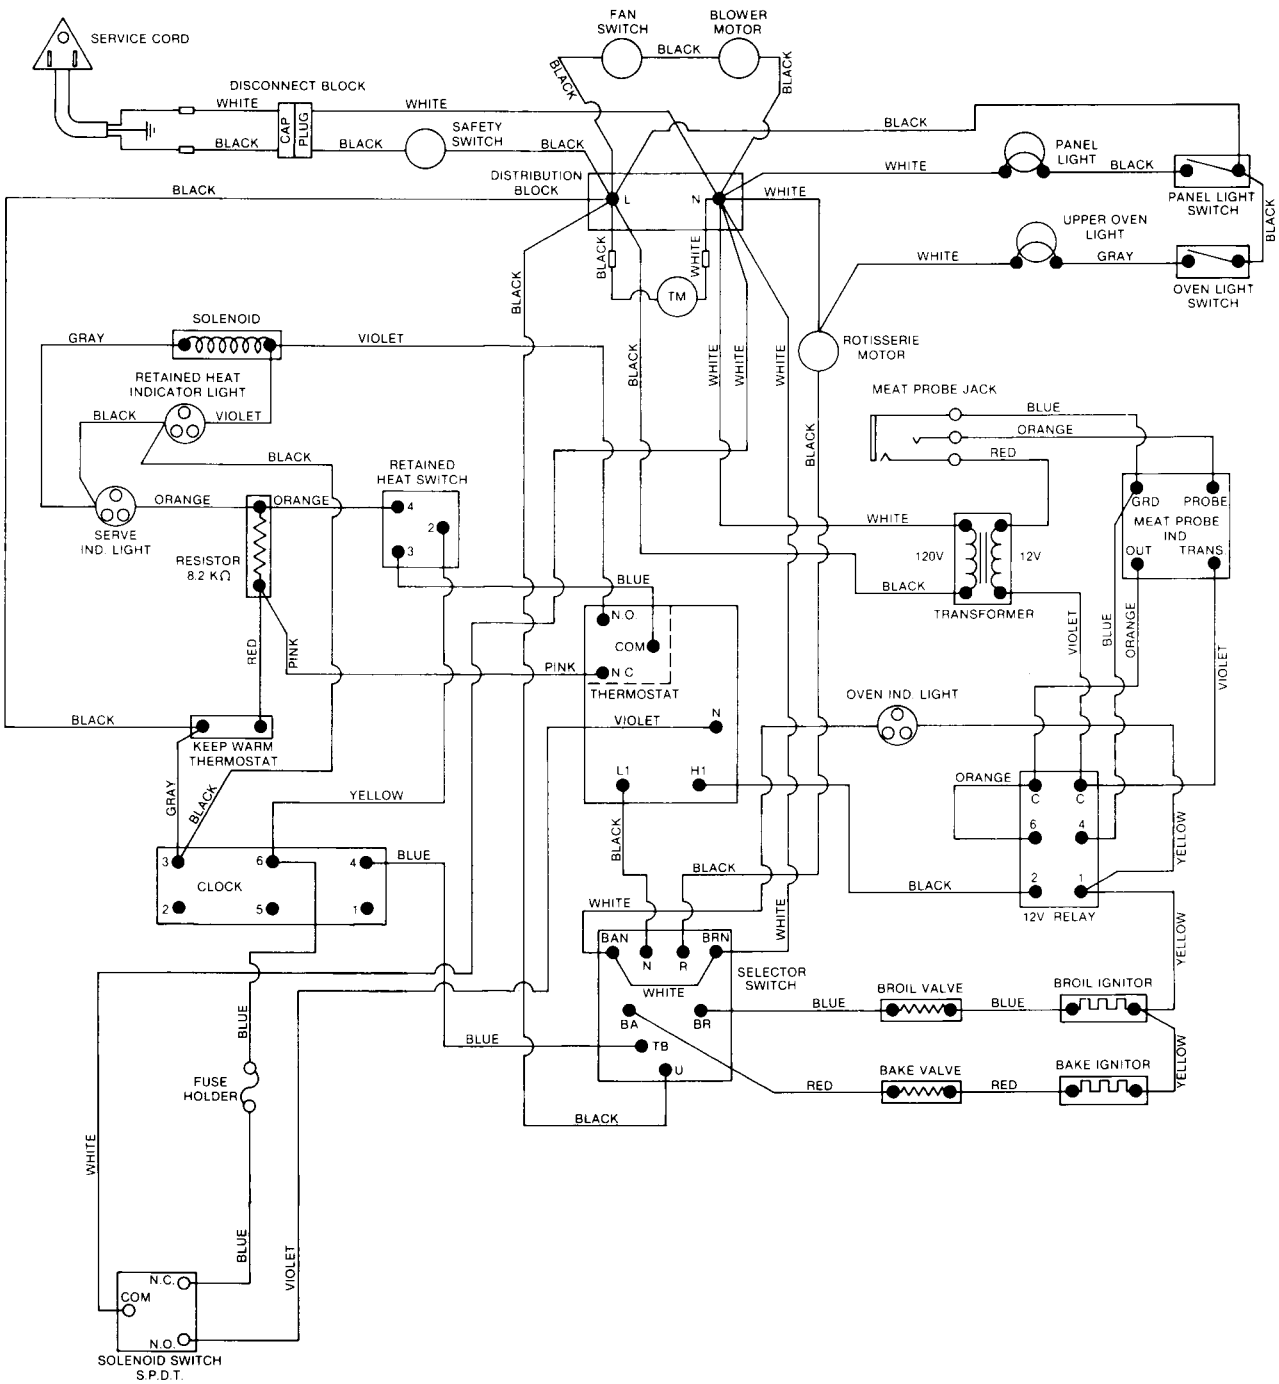 FAN
SWITCH
BLOWER
MOTOR
SERVICE CORD
BLACK
BLACK
BLACK
DISCONNECT BLOCK
WHITE
WHITE
CAP
PLUG
BLACK
BLACK
SAFETY
SWITCH
BLACK
BLACK
WHITE
PANEL
LIGHT
BLACK
PANEL LIGHT
SWITCH
BLACK
DISTRIBUTION
BLOCK
L
N
WHITE
BLACK
UPPER OVEN
LIGHT
WHITE
GRAY
OVEN LIGHT
SWITCH
BLACK
BLACK
WHITE
TM
BLACK
WHITE
WHITE
WHITE
ROTISSERIE
MOTOR
BLACK
SOLENOID
GRAY
VIOLET
RETAINED HEAT
INDICATOR LIGHT
BLACK
VIOLET
BLACK
MEAT PROBE JACK
BLUE
ORANGE
RED
RETAINED
HEAT SWITCH
4
2
3
ORANGE
ORANGE
SERVE
IND. LIGHT
RESISTOR
8.2 KΩ
BLUE
GRD
PROBE
MEAT PROBE
IND
OUT
TRANS.
WHITE
120V
12V
BLACK
TRANSFORMER
N.O.
COM
N C
THERMOSTAT
PINK
RED
PINK
VIOLET
BLUE
ORANGE
VIOLET
BLACK
KEEP WARM
THERMOSTAT
VIOLET
N
L1
H1
OVEN IND. LIGHT
GRAY
BLACK
YELLOW
BLACK
ORANGE
C
C
6
4
2
1
12V RELAY
YELLOW
3
6
4
CLOCK
2
5
1
BLUE
BLACK
BLACK
WHITE
WHITE
BAN
N
R
BRN
WHITE
BA
BR
TB
U
SELECTOR
SWITCH
YELLOW
BLUE
BROIL VALVE
BLUE
BROIL IGNITOR
BLUE
BLUE
FUSE
HOLDER
YELLOW
RED
BAKE VALVE
RED
BAKE IGNITOR
BLACK
WHITE
BLUE
VIOLET
N.C.
COM
N.O.
SOLENOID SWITCH
S.P.D.T.